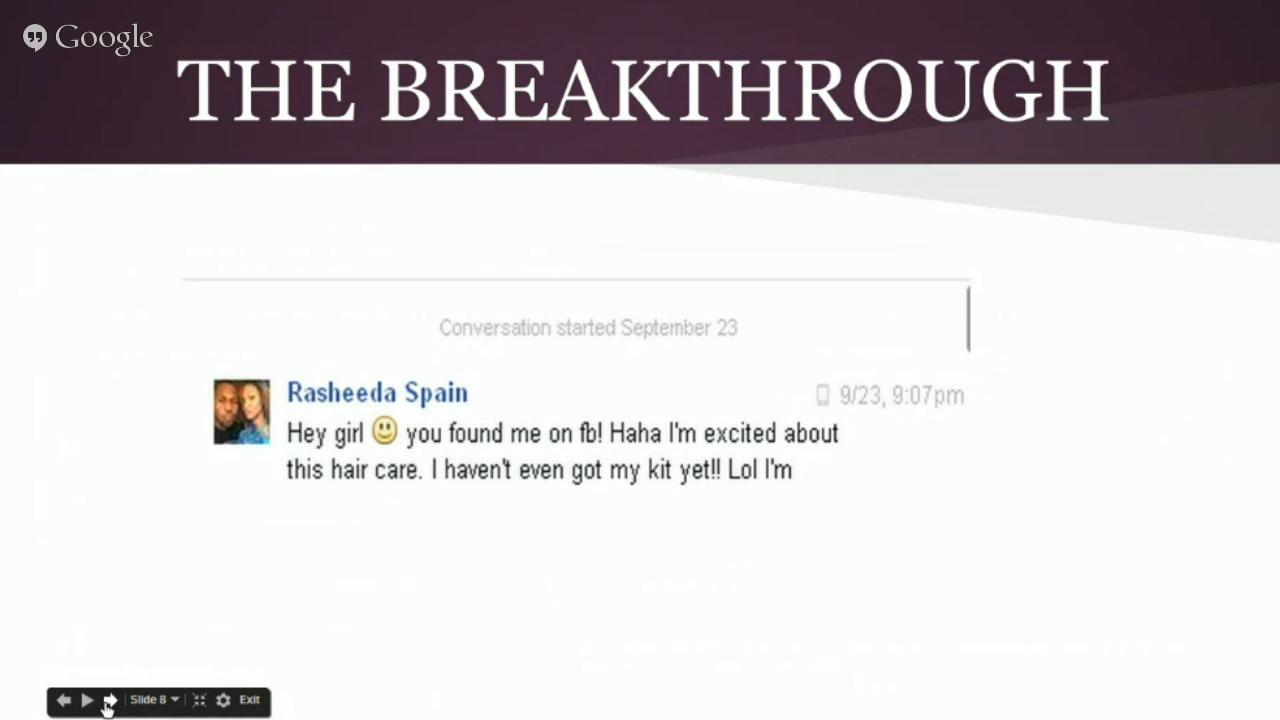 Google
THE BREAKTHROUGH
Conversation started September 23
Rasheeda Spain
9/23, 9:07pm
Hey girl you found me on fb! Haha I'm excited about
this hair care. I haven't even got my kit yet!! Lol I'm
Slide 8
Exit